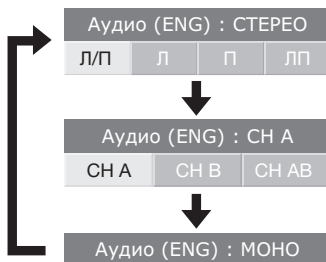 Аудио (ENG) : СТЕРЕО
Л/П Л П ЛП
Аудио (ENG) : CH A
CH A CH B CH AB
Аудио (ENG) : МОНО